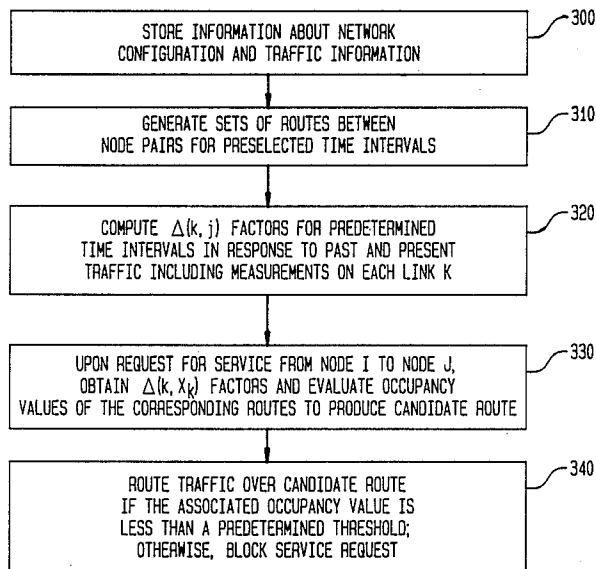 STORE INFORMATION ABOUT NETWORK
CONFIGURATION AND TRAFFIC INFORMATION
300
GENERATE SETS OF ROUTES BETWEEN
NODE PAIRS FOR PRESELECTED TIME INTERVALS
310
COMPUTE Δ(k, j) FACTORS FOR PREDETERMINED
TIME INTERVALS IN RESPONSE TO PAST AND PRESENT
TRAFFIC INCLUDING MEASUREMENTS ON EACH LINK K
320
UPON REQUEST FOR SERVICE FROM NODE I TO NODE J,
OBTAIN Δ(k, Xk) FACTORS AND EVALUATE OCCUPANCY
VALUES OF THE CORRESPONDING ROUTES TO PRODUCE CANDIDATE ROUTE
330
ROUTE TRAFFIC OVER CANDIDATE ROUTE
IF THE ASSOCIATED OCCUPANCY VALUE IS
LESS THAN A PREDETERMINED THRESHOLD;
OTHERWISE, BLOCK SERVICE REQUEST
340